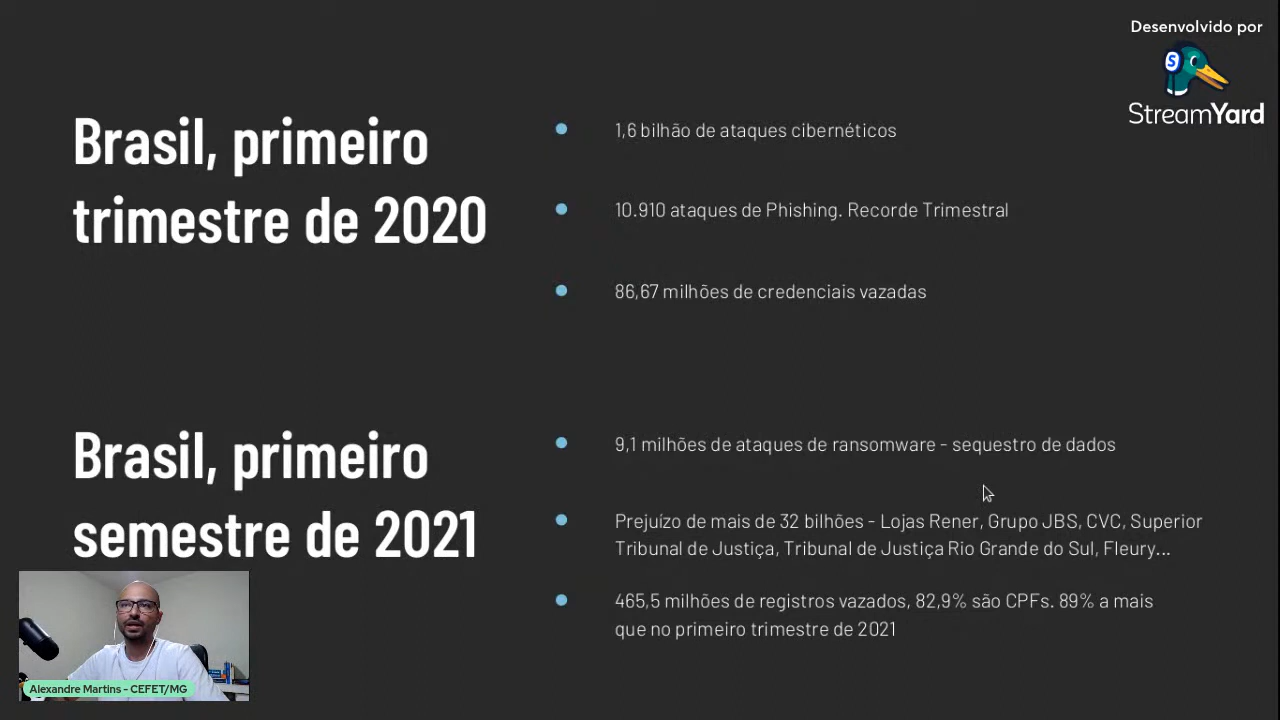 Desenvolvido por
StreamYard
Brasil, primeiro
trimestre de 2020
1,6 bilhão de ataques cibernéticos
10.910 ataques de Phishing. Recorde Trimestral
86,67 milhões de credenciais vazadas
Brasil, primeiro
semestre de 2021
9,1 milhões de ataques de ransomware - sequestro de dados
Prejuízo de mais de 32 bilhões - Lojas Rener, Grupo JBS, CVC, Superior
Tribunal de Justiça, Tribunal de Justiça Rio Grande do Sul, Fleury...
465,5 milhões de registros vazados, 82,9% são CPFs. 89% a mais
que no primeiro trimestre de 2021
Alexandre Martins - CEFET/MG